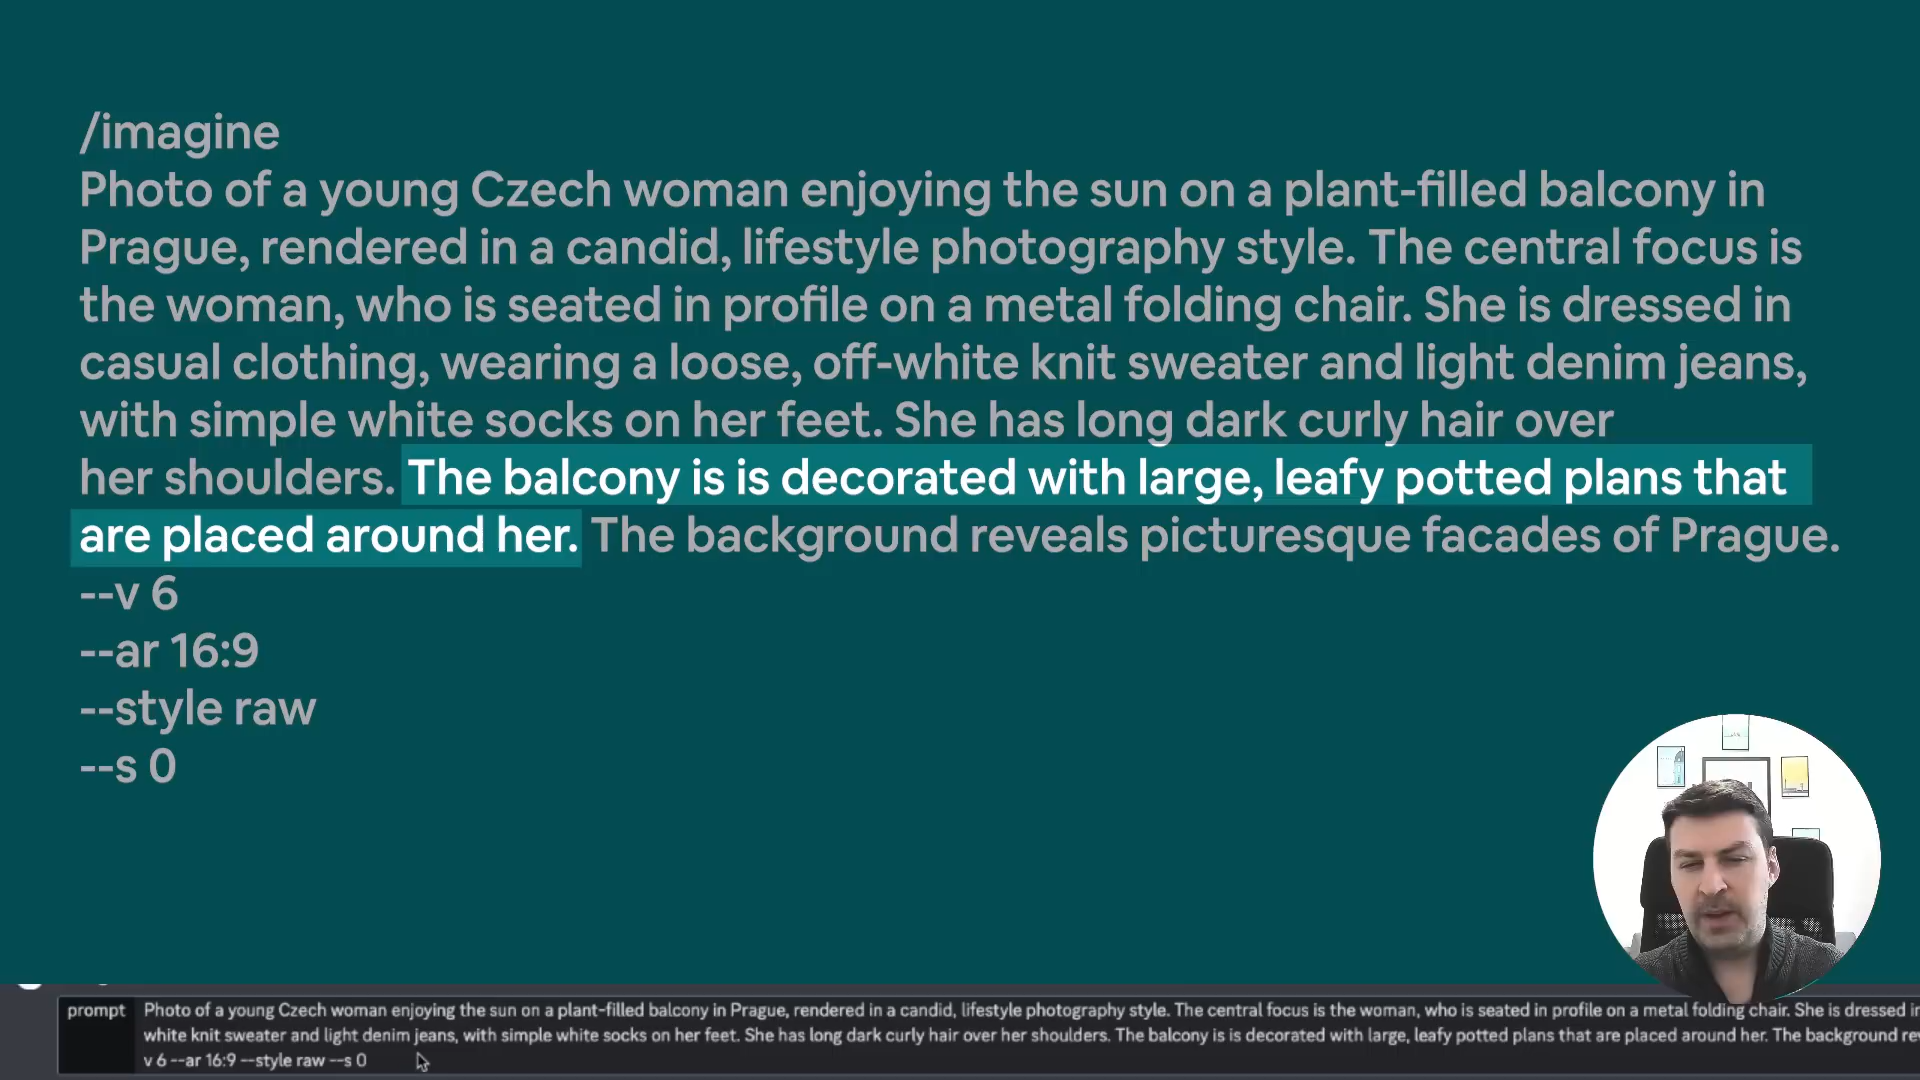 /imagine
Photo of a young Czech woman enjoying the sun on a plant-filled balcony in
Prague, rendered in a candid, lifestyle photography style. The central focus is
the woman, who is seated in profile on a metal folding chair. She is dressed in
casual clothing, wearing a loose, off-white knit sweater and light denim jeans,
with simple white socks on her feet. She has long dark curly hair over
her shoulders. The balcony is is decorated with large, leafy potted plans that
are placed around her. The background reveals picturesque facades of Prague.
--v 6
--ar 16:9
--style raw
--s 0
prompt Photo of a young Czech woman enjoying the sun on a plant-filled balcony in Prague, rendered in a candid, lifestyle photography style. The central focus is the woman, who is seated in profile on a metal folding chair. She is dressed
white knit sweater and light denim jeans, with simple white socks on her feet. She has long dark curly hair over her shoulders. The balcony is is decorated with large, leafy potted plans that are placed around her. The background
v 6 --ar 16:9 --style raw --s 0